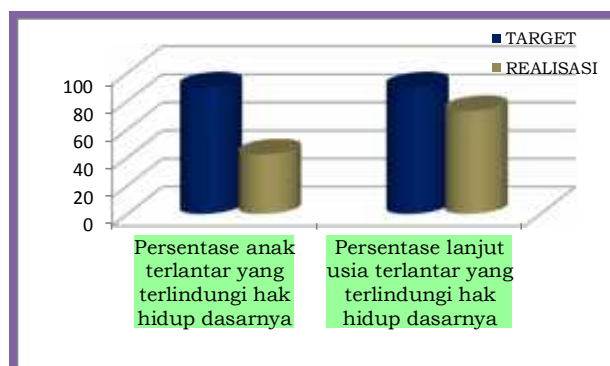 TARGET
REALISASI
100
80
60
40
20
0
Persentase anak
terlantar yang
terlindungi hak
hidup dasarnya
Persentase lanjut
usia terlantar yang
terlindungi hak
hidup dasarnya